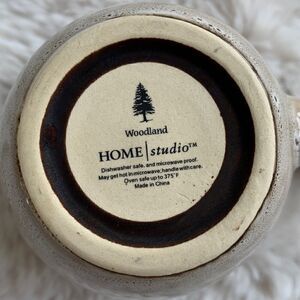 Woodland
HOME|studio™
Dishwasher safe, and microwave proof.
May get hot in microwave, handle with care.
Oven safe up to 375°F
Made in China